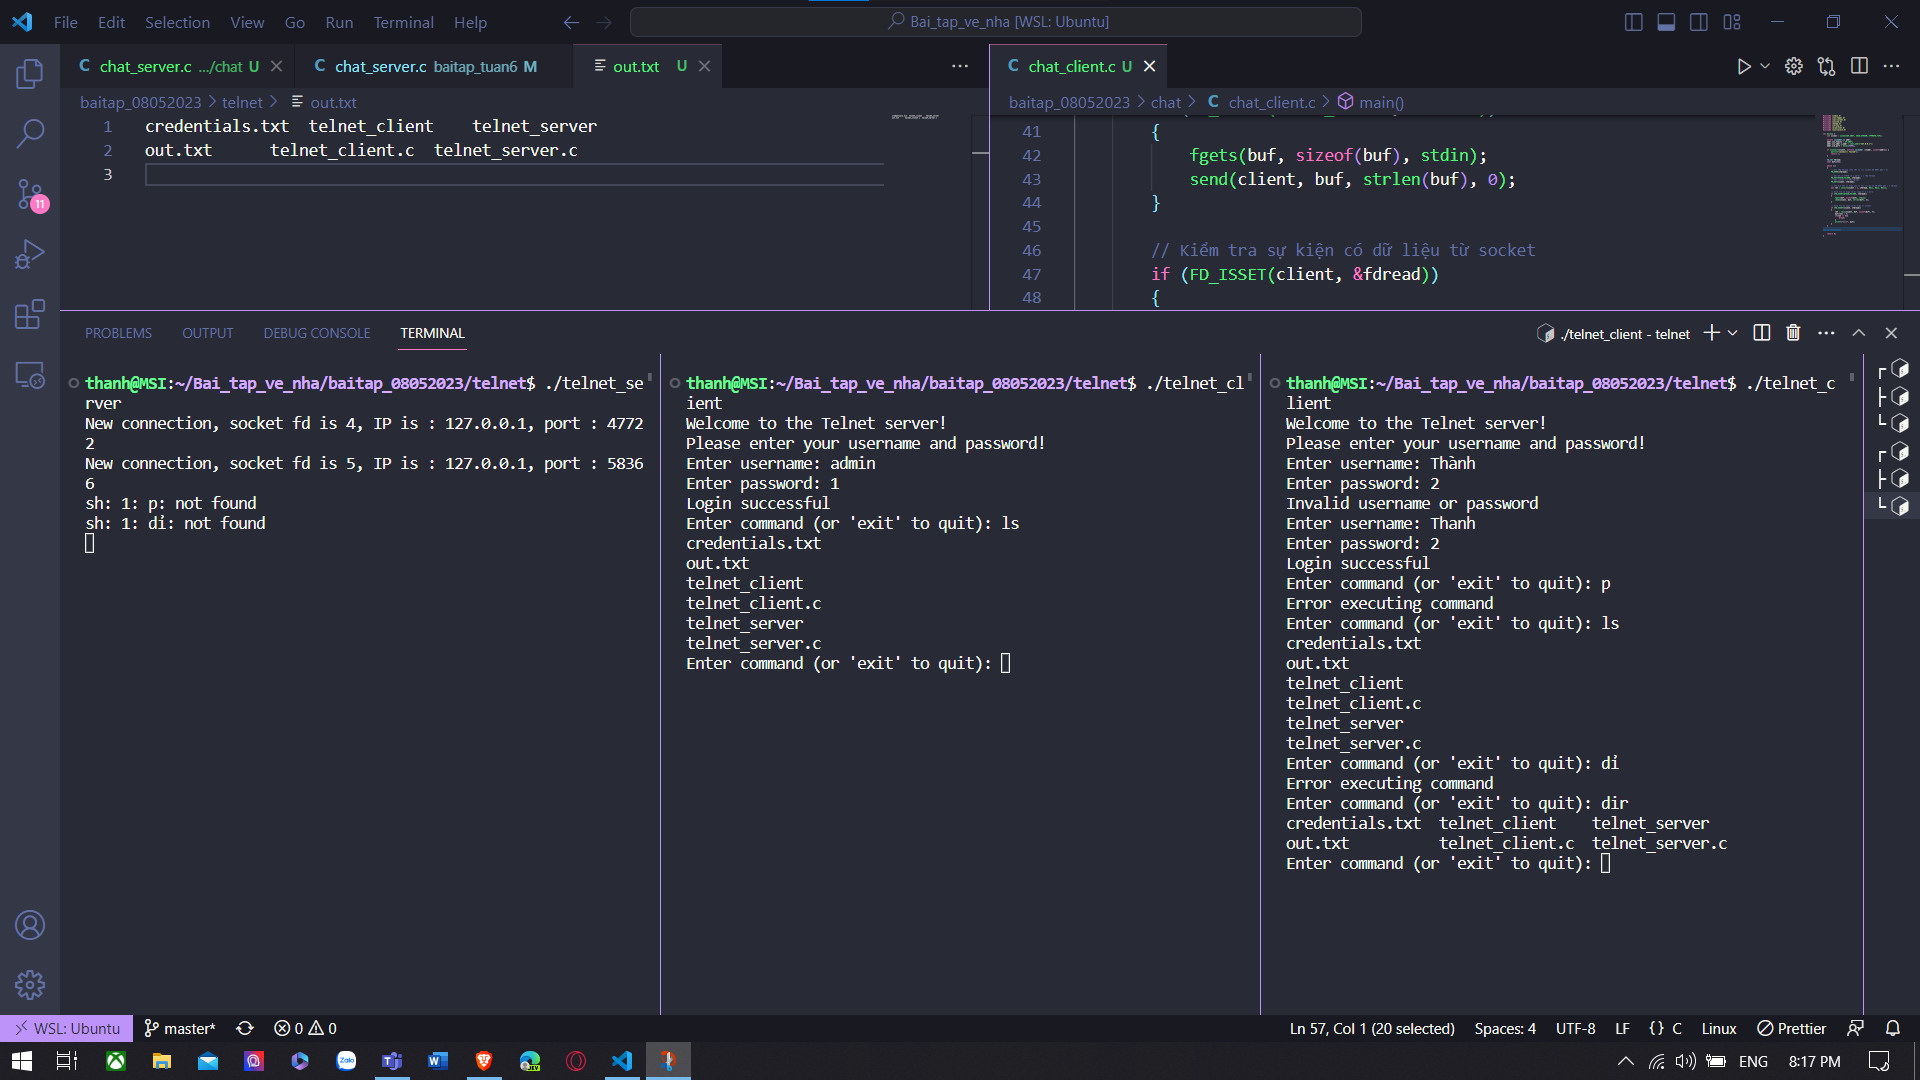 File Edit Selection View Go Run Terminal Help
Bai_tap_ve_nha [WSL: Ubuntu]
chat_server.c .../chat U
chat_server.c baitap_tuan6 M
out.txt U
chat_client.c U
baitap_08052023 > telnet > out.txt
1 credentials.txt telnet_client telnet_server
2 out.txt telnet_client.c telnet_server.c
3
baitap_08052023 > chat > C chat_client.c > main()
41 {
42 fgets(buf, sizeof(buf), stdin);
43 send(client, buf, strlen(buf), 0);
44 }
45
46 // Kiểm tra sự kiện có dữ liệu từ socket
47 if (FD_ISSET(client, &fdread))
48 {
11
PROBLEMS OUTPUT DEBUG CONSOLE TERMINAL
./telnet_client - telnet
thanh@MSI:~/Bai_tap_ve_nha/baitap_08052023/telnet$ ./telnet_se
rver
New connection, socket fd is 4, IP is : 127.0.0.1, port : 4772
2
New connection, socket fd is 5, IP is : 127.0.0.1, port : 5836
6
sh: 1: p: not found
sh: 1: dỉ: not found
thanh@MSI:~/Bai_tap_ve_nha/baitap_08052023/telnet$ ./telnet_cl
ient
Welcome to the Telnet server!
Please enter your username and password!
Enter username: admin
Enter password: 1
Login successful
Enter command (or 'exit' to quit): ls
credentials.txt
out.txt
telnet_client
telnet_client.c
telnet_server
telnet_server.c
Enter command (or 'exit' to quit):
thanh@MSI:~/Bai_tap_ve_nha/baitap_08052023/telnet$ ./telnet_c
lient
Welcome to the Telnet server!
Please enter your username and password!
Enter username: Thành
Enter password: 2
Invalid username or password
Enter username: Thanh
Enter password: 2
Login successful
Enter command (or 'exit' to quit): p
Error executing command
Enter command (or 'exit' to quit): ls
credentials.txt
out.txt
telnet_client
telnet_client.c
telnet_server
telnet_server.c
Enter command (or 'exit' to quit): dỉ
Error executing command
Enter command (or 'exit' to quit): dir
credentials.txt telnet_client telnet_server
out.txt telnet_client.c telnet_server.c
Enter command (or 'exit' to quit):
WSL: Ubuntu master* 0 0
Ln 57, Col 1 (20 selected) Spaces: 4 UTF-8 LF {} C Linux Prettier
Zalo
ENG 8:17 PM